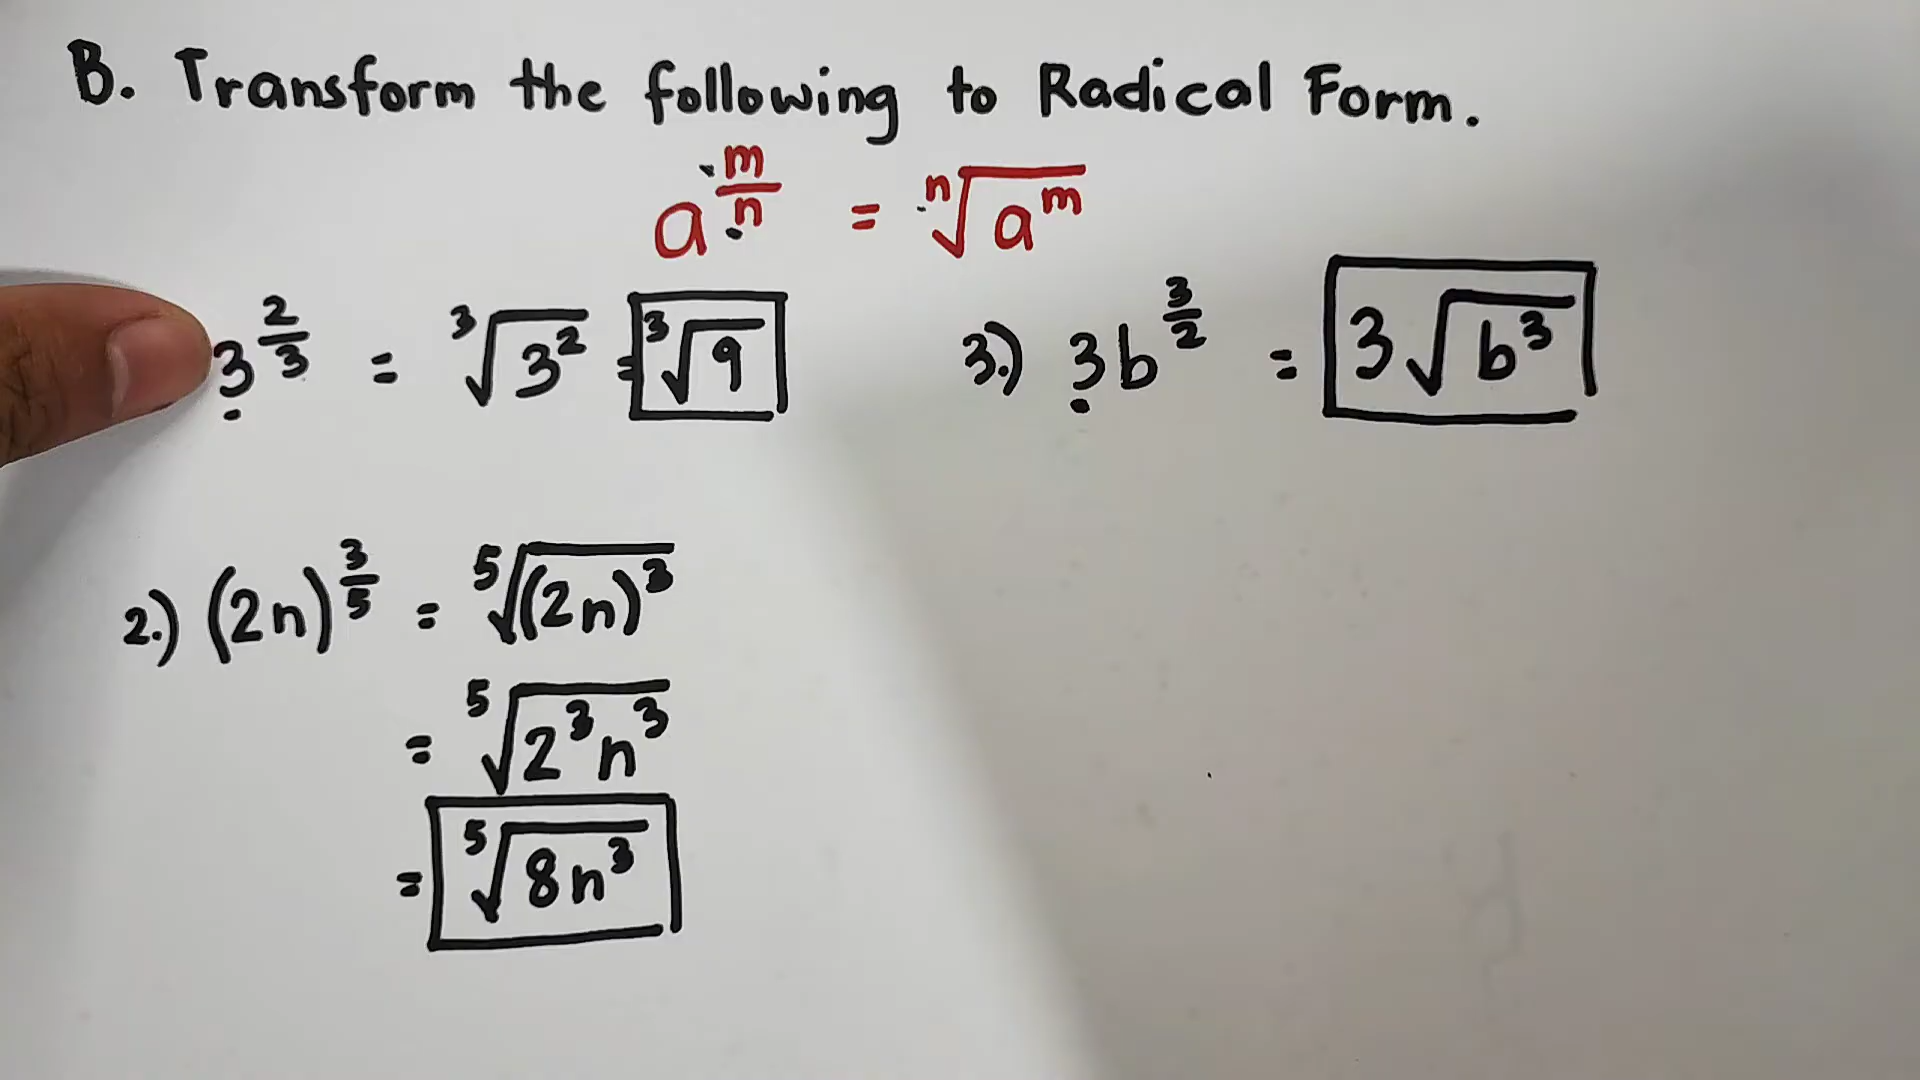 B. Transform the following to Radical Form.
a^(m/n) = ⁿ√(a^m)
3^(2/3) = ³√(3²) = ³√9
3.) 3b^(3/2) = 3√(b³)
2.) (2n)^(3/5) = ⁵√((2n)³)
= ⁵√(2³n³)
= ⁵√(8n³)